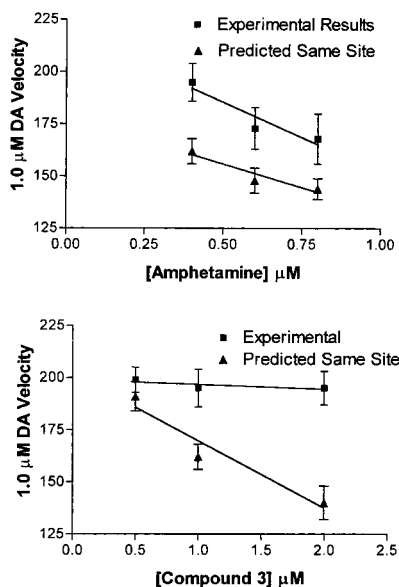 Experimental Results
Predicted Same Site
225
200
175
150
125
1.0 µM DA Velocity
0.00
0.25
0.50
0.75
1.00
[Amphetamine] µM
Experimental
Predicted Same Site
225
200
175
150
125
1.0 µM DA Velocity
0.0
0.5
1.0
1.5
2.0
2.5
[Compound 3] µM